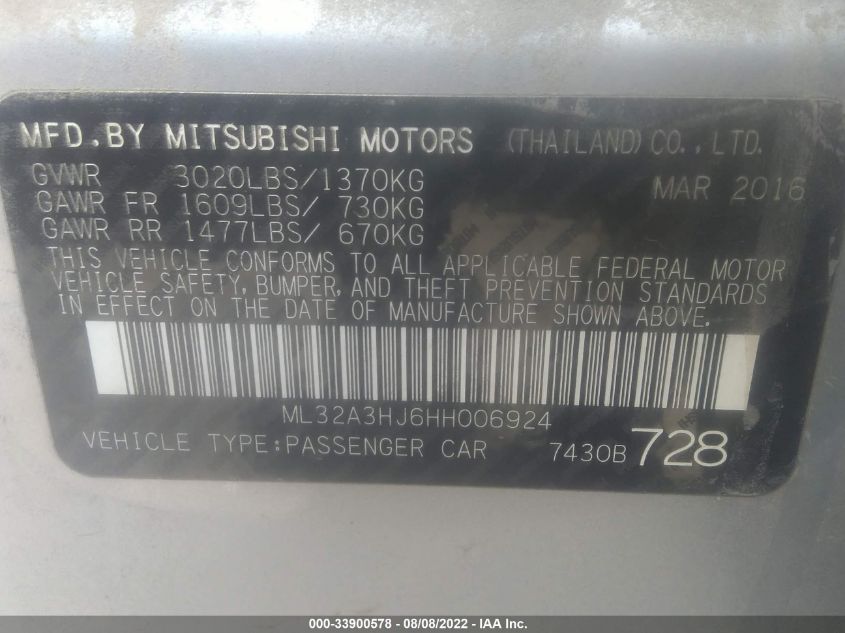 MFD.BY MITSUBISHI MOTORS (THAILAND)CO.,LTD.
GVWR 3020LBS/1370KG MAR 2016
GAWR FR 1609LBS/ 730KG
GAWR RR 1477LBS/ 670KG
THIS VEHICLE CONFORMS TO ALL APPLICABLE FEDERAL MOTOR
VEHICLE SAFETY, BUMPER, AND THEFT PREVENTION STANDARDS
IN EFFECT ON THE DATE OF MANUFACTURE SHOWN ABOVE.
ML32A3HJ6HH006924
VEHICLE TYPE:PASSENGER CAR 7430B 728
000-33900578 - 08/08/2022 - IAA Inc.